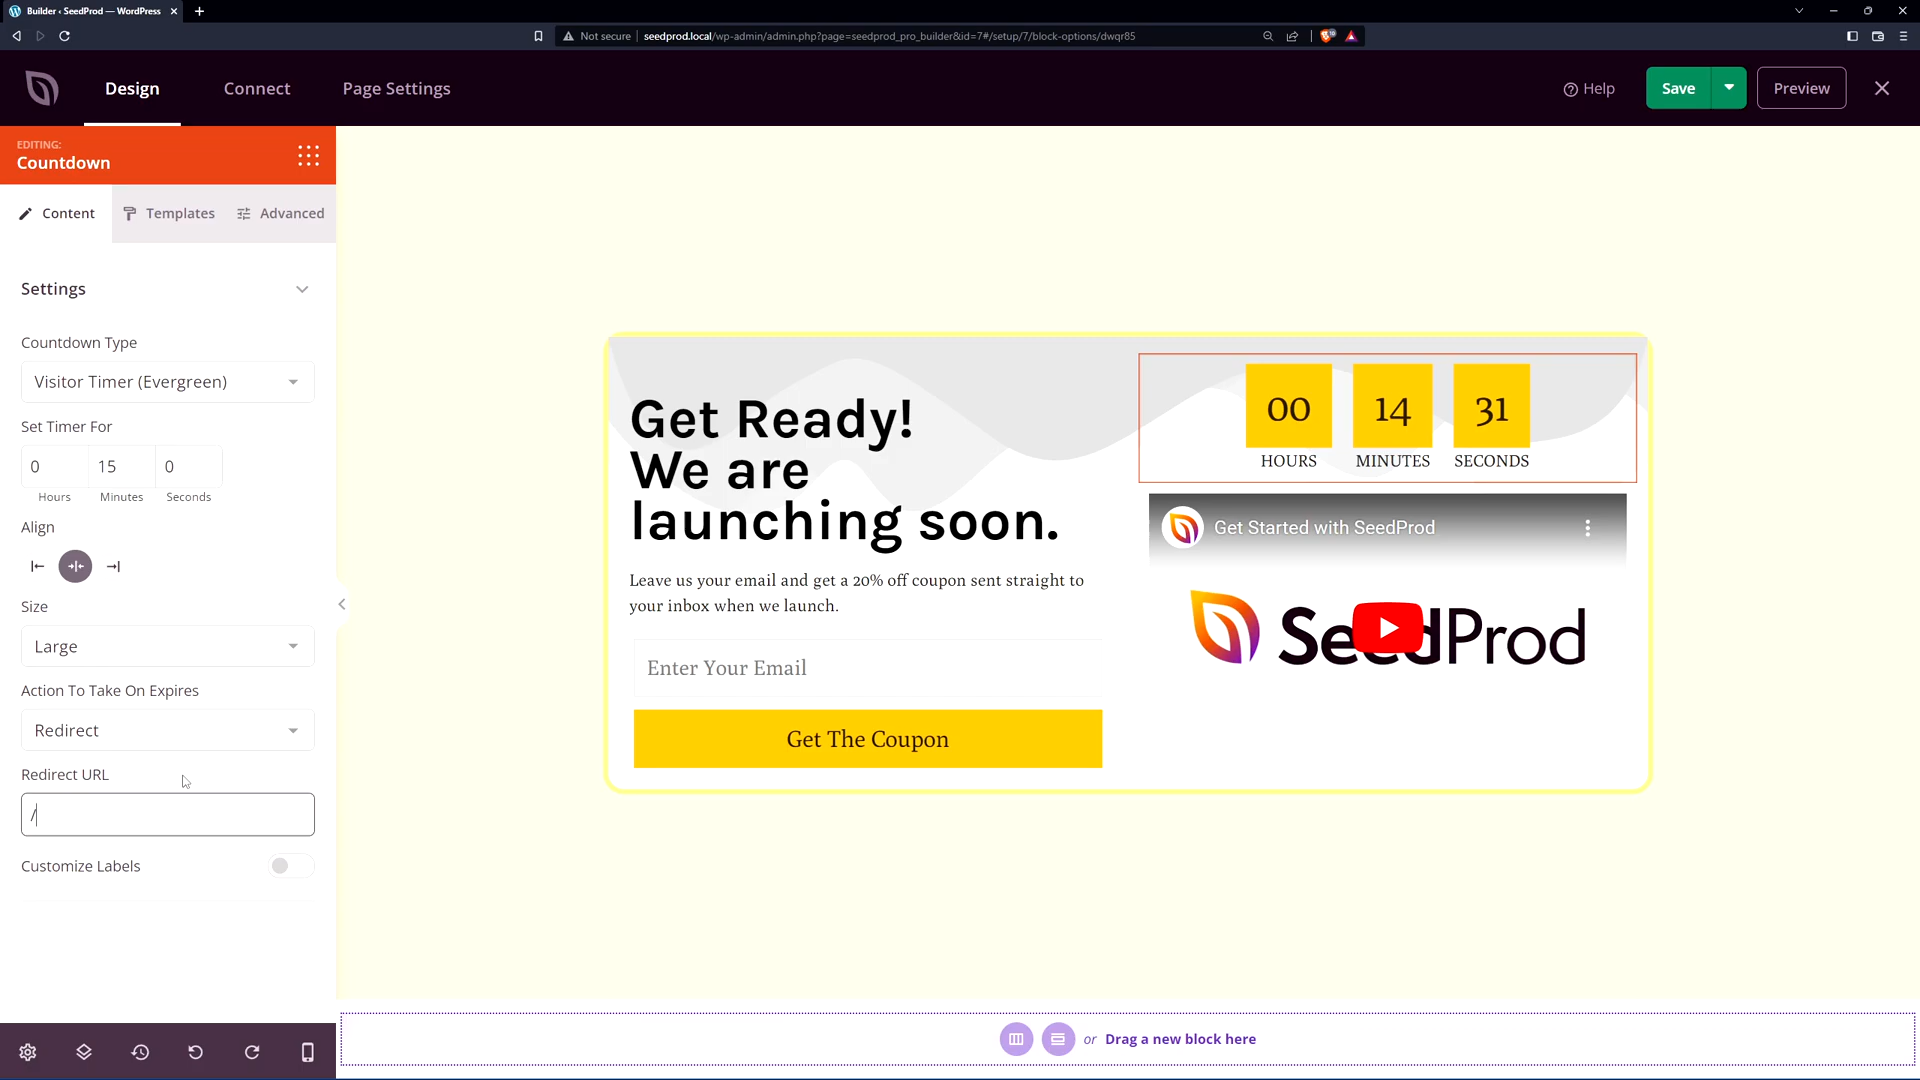 Builder ‹ SeedProd — WordPress
Not secure seedprod.local/wp-admin/admin.php?page=seedprod_pro_builder&id=7#/setup/7/block-options/dwqr85
Design
Connect
Page Settings
Help
Save
Preview
EDITING:
Countdown
Content
Templates
Advanced
Settings
Countdown Type
Visitor Timer (Evergreen)
Set Timer For
0 15 0
Hours Minutes Seconds
Align
Size
Large
Action To Take On Expires
Redirect
Redirect URL
/
Customize Labels
Get Ready!
We are
launching soon.
Leave us your email and get a 20% off coupon sent straight to
your inbox when we launch.
Enter Your Email
Get The Coupon
00 14 31
HOURS MINUTES SECONDS
Get Started with SeedProd
SeedProd
or Drag a new block here